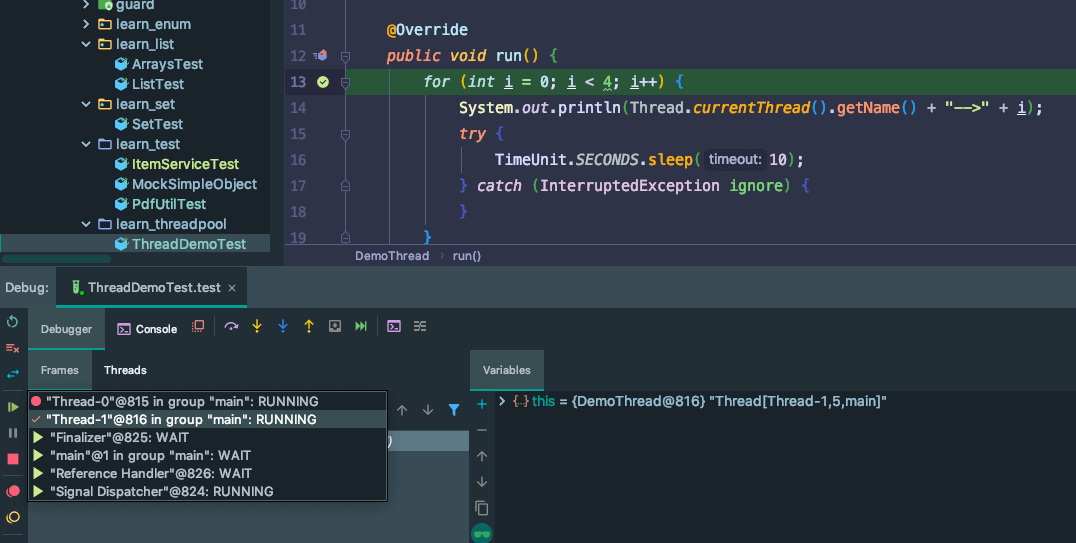 guard
learn_enum
learn_list
ArraysTest
ListTest
learn_set
SetTest
learn_test
ItemServiceTest
MockSimpleObject
PdfUtilTest
learn_threadpool
ThreadDemoTest
10
11 @Override
12 public void run() {
13 for (int i = 0; i < 4; i++) {
14 System.out.println(Thread.currentThread().getName() + "-->" + i);
15 try {
16 TimeUnit.SECONDS.sleep( timeout: 10);
17 } catch (InterruptedException ignore) {
18 }
19 }
DemoThread › run()
Debug: ThreadDemoTest.test ×
Debugger Console
Frames Threads Variables
"Thread-0"@815 in group "main": RUNNING
"Thread-1"@816 in group "main": RUNNING
"Finalizer"@825: WAIT
"main"@1 in group "main": WAIT
"Reference Handler"@826: WAIT
"Signal Dispatcher"@824: RUNNING
)
this = {DemoThread@816} "Thread[Thread-1,5,main]"